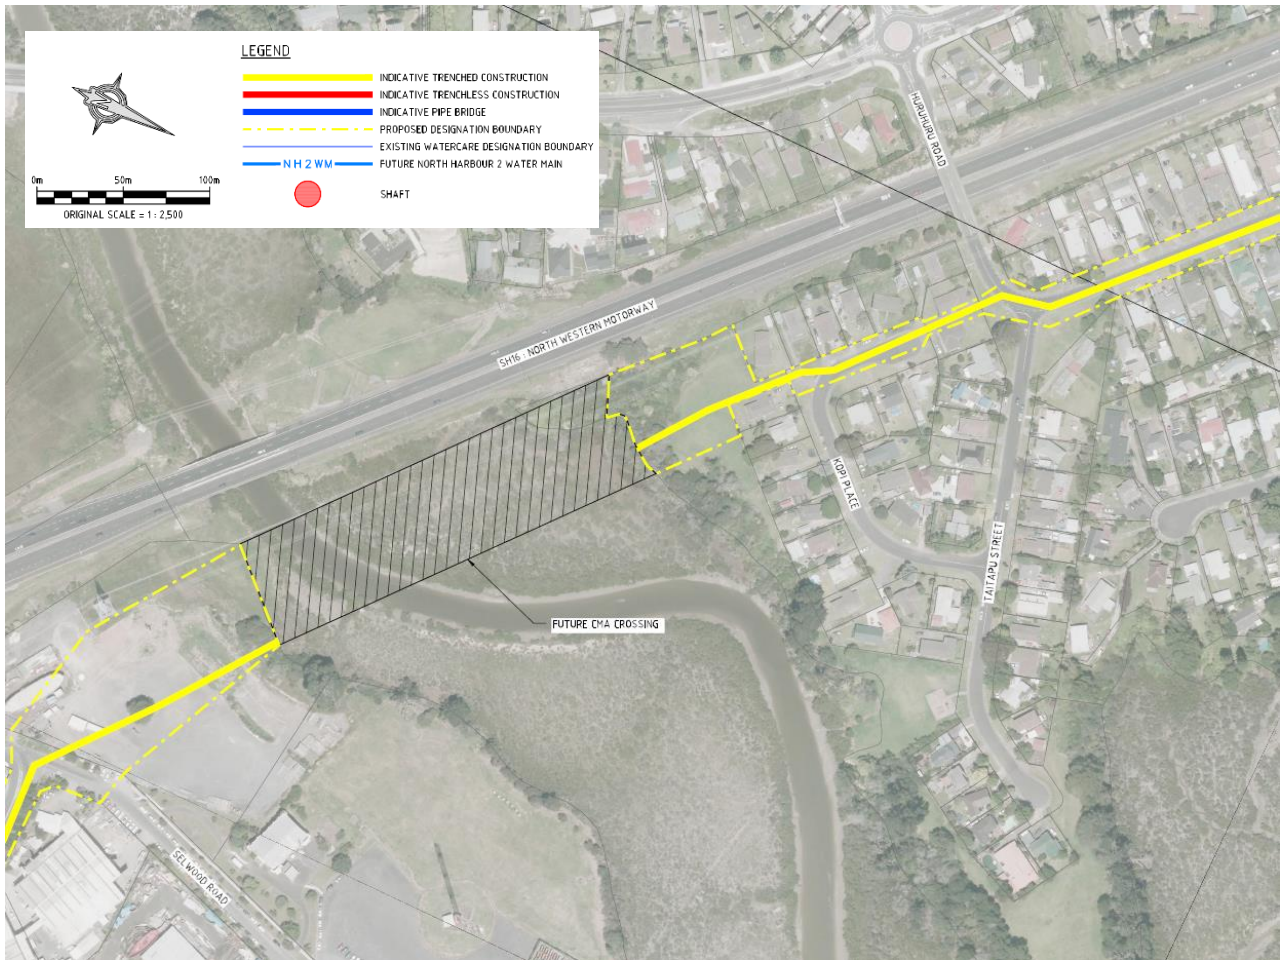 LEGEND
INDICATIVE TRENCHED CONSTRUCTION
INDICATIVE TRENCHLESS CONSTRUCTION
INDICATIVE PIPE BRIDGE
PROPOSED DESIGNATION BOUNDARY
EXISTING WATERCARE DESIGNATION BOUNDARY
NH2WM FUTURE NORTH HARBOUR 2 WATER MAIN
SHAFT
0m 50m 100m
ORIGINAL SCALE = 1 : 2,500
HURUHURU ROAD
SH16 : NORTH WESTERN MOTORWAY
KOPI PLACE
TAITAPU STREET
FUTURE CMA CROSSING
SELWOOD ROAD